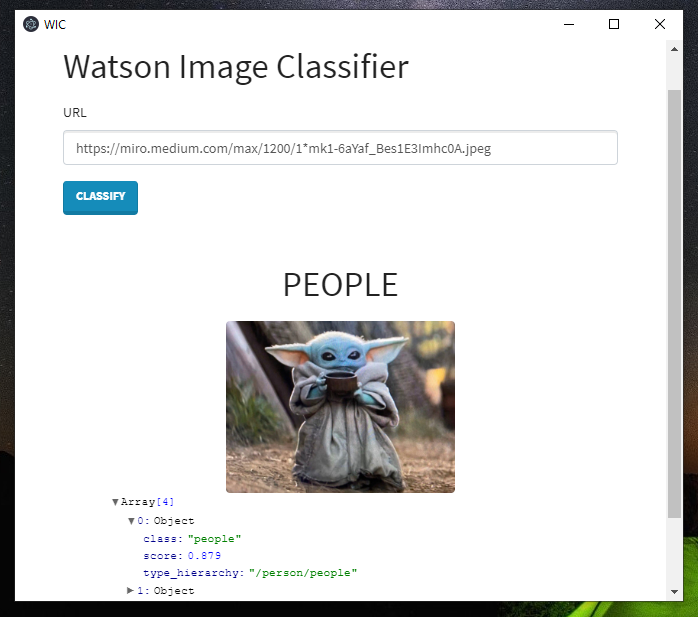 WIC
Watson Image Classifier
URL
https://miro.medium.com/max/1200/1*mk1-6aYaf_Bes1E3Imhc0A.jpeg
CLASSIFY
PEOPLE
▼Array[4]
▼0: Object
class: "people"
score: 0.879
type_hierarchy: "/person/people"
▶1: Object